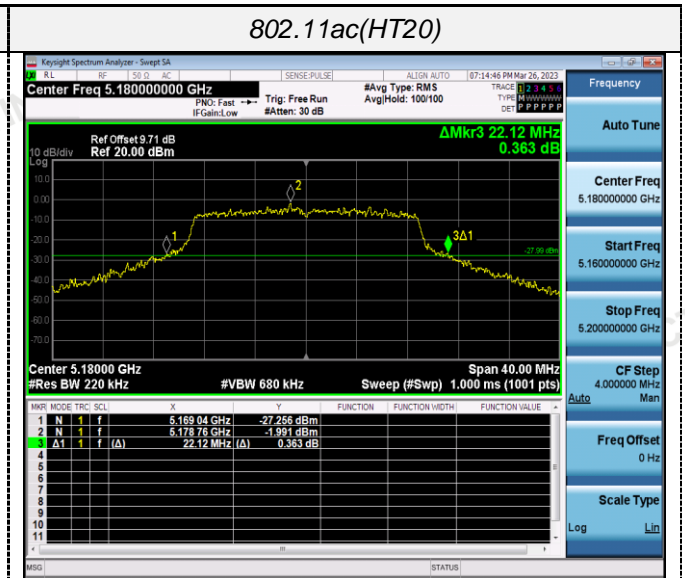 802.11ac(HT20)
Keysight Spectrum Analyzer - Swept SA
RL RF 50 Ω AC SENSE:PULSE ALIGN AUTO 07:14:46 PM Mar 26, 2023
Center Freq 5.180000000 GHz #Avg Type: RMS TRACE 1 2 3 4 5 6
PNO: Fast Trig: Free Run Avg|Hold: 100/100 TYPE M W W W W W
IFGain:Low #Atten: 30 dB DET P P P P P P
ΔMkr3 22.12 MHz
0.363 dB
Ref Offset 9.71 dB
10 dB/div Ref 20.00 dBm
Log
10.0
0.00
-10.0
-20.0
-30.0
-40.0
-50.0
-60.0
-70.0
1
2
3Δ1
-27.99 dBm
Center 5.18000 GHz Span 40.00 MHz
#Res BW 220 kHz #VBW 680 kHz Sweep (#Swp) 1.000 ms (1001 pts)
MKR MODE TRC SCL X Y FUNCTION FUNCTION WIDTH FUNCTION VALUE
1 N 1 f 5.169 04 GHz -27.256 dBm
2 N 1 f 5.178 76 GHz -1.991 dBm
3 Δ1 1 f (Δ) 22.12 MHz (Δ) 0.363 dB
4
5
6
7
8
9
10
11
MSG STATUS
Frequency
Auto Tune
Center Freq
5.180000000 GHz
Start Freq
5.160000000 GHz
Stop Freq
5.200000000 GHz
CF Step
4.000000 MHz
Auto Man
Freq Offset
0 Hz
Scale Type
Log Lin